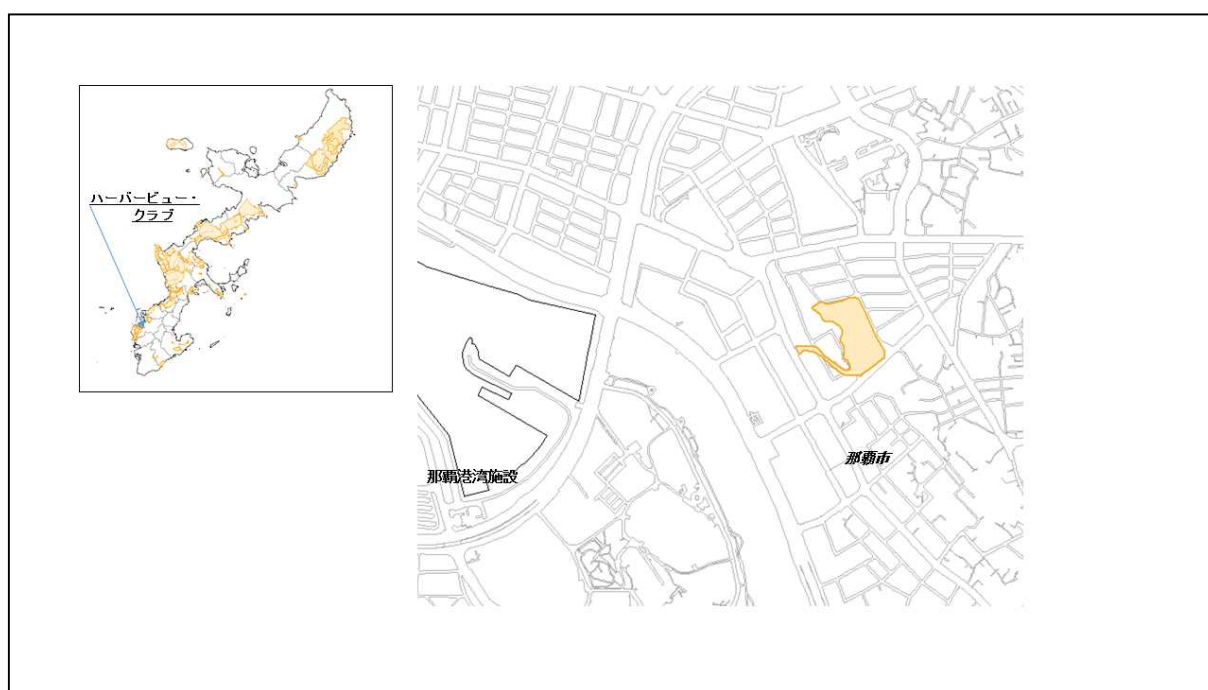 ハーバービュー・
クラブ
那覇港湾施設
那覇市